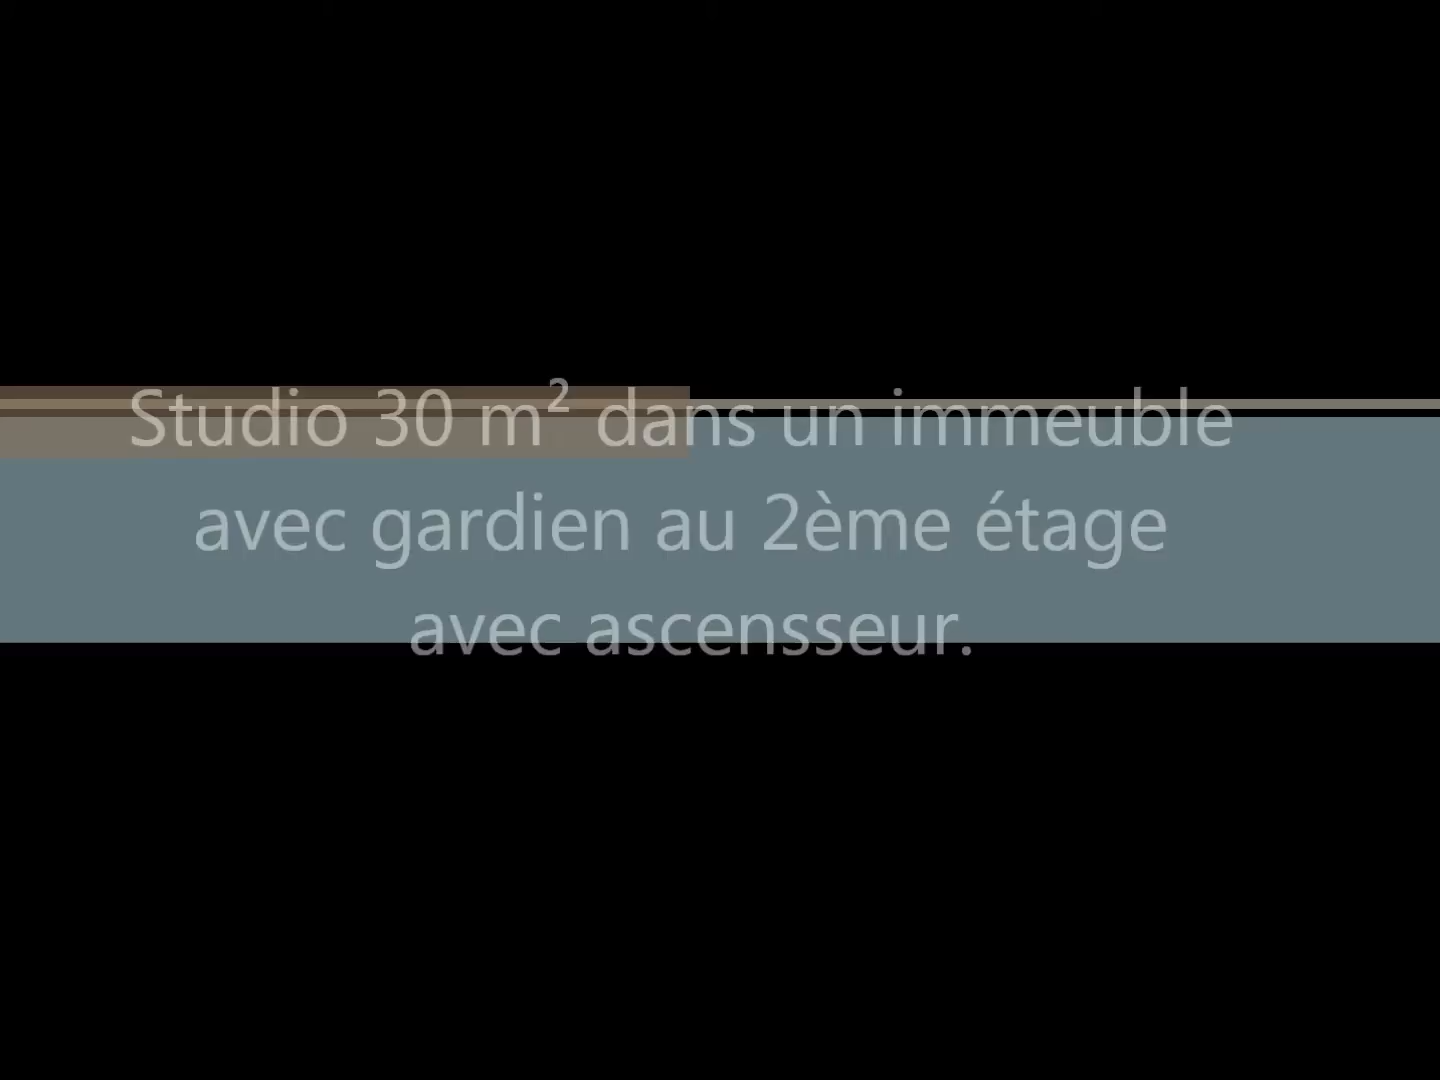 Studio 30 m² dans un immeuble
avec gardien au 2ème étage
avec ascensseur.